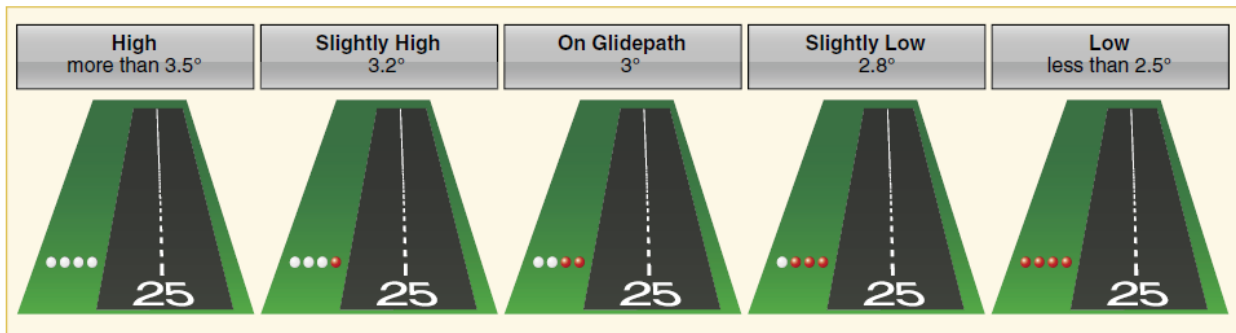 High
more than 3.5°
Slightly High
3.2°
On Glidepath
3°
Slightly Low
2.8°
Low
less than 2.5°
25
25
25
25
25